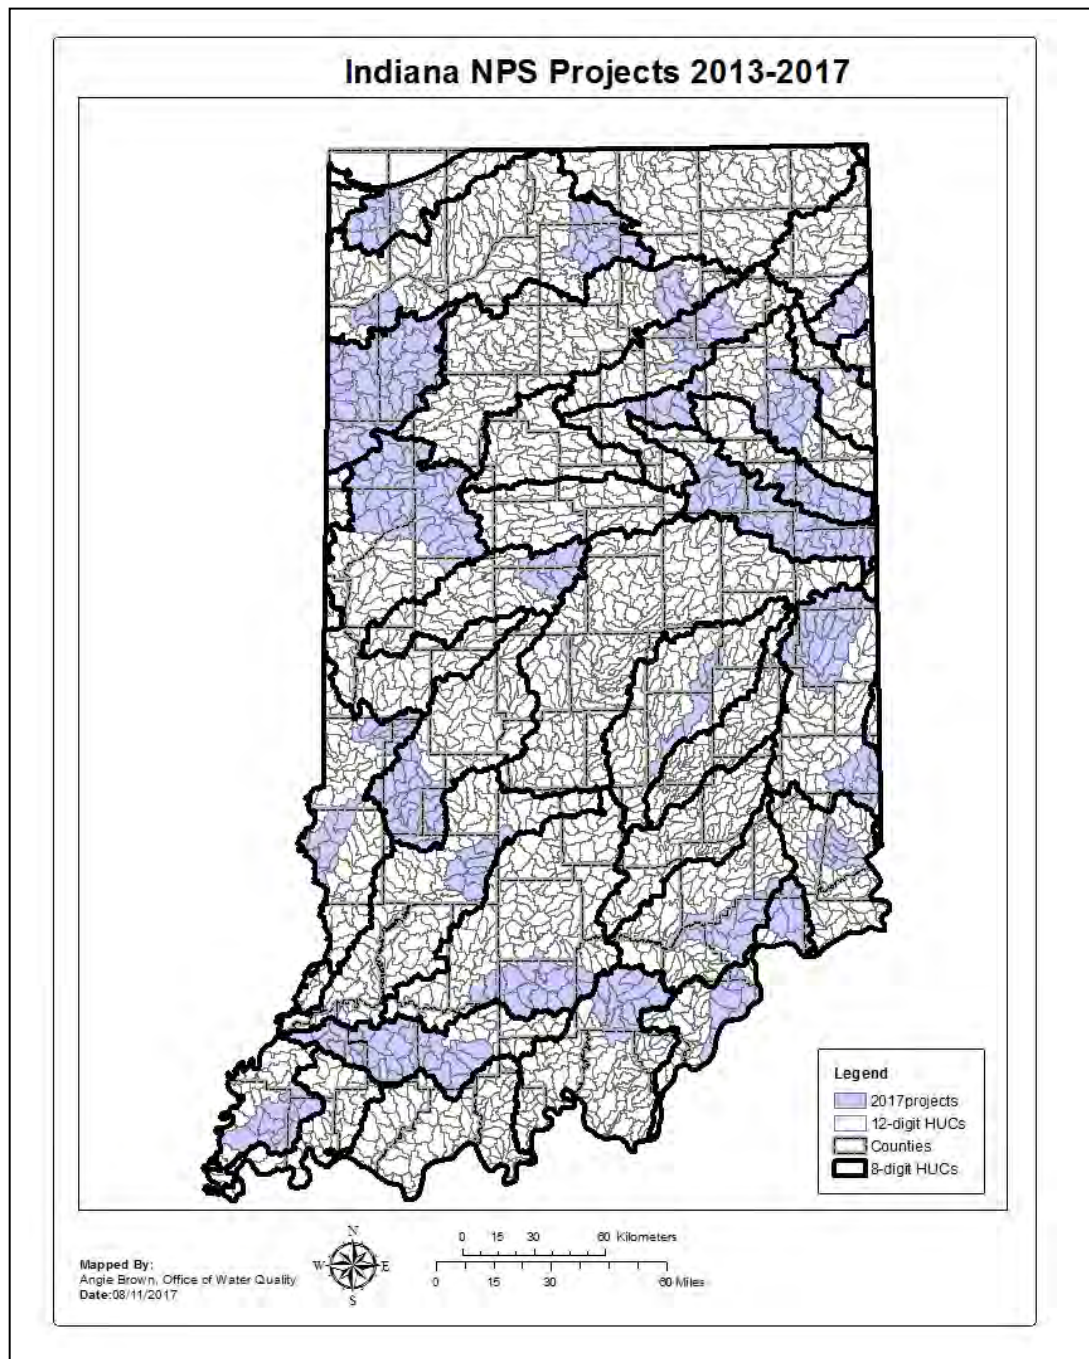 Indiana NPS Projects 2013-2017
Legend
2017projects
12-digit HUCs
Counties
8-digit HUCs
N
W E
S
0 15 30 60 Kilometers
0 15 30 60 Miles
Mapped By:
Angie Brown, Office of Water Quality
Date:08/11/2017